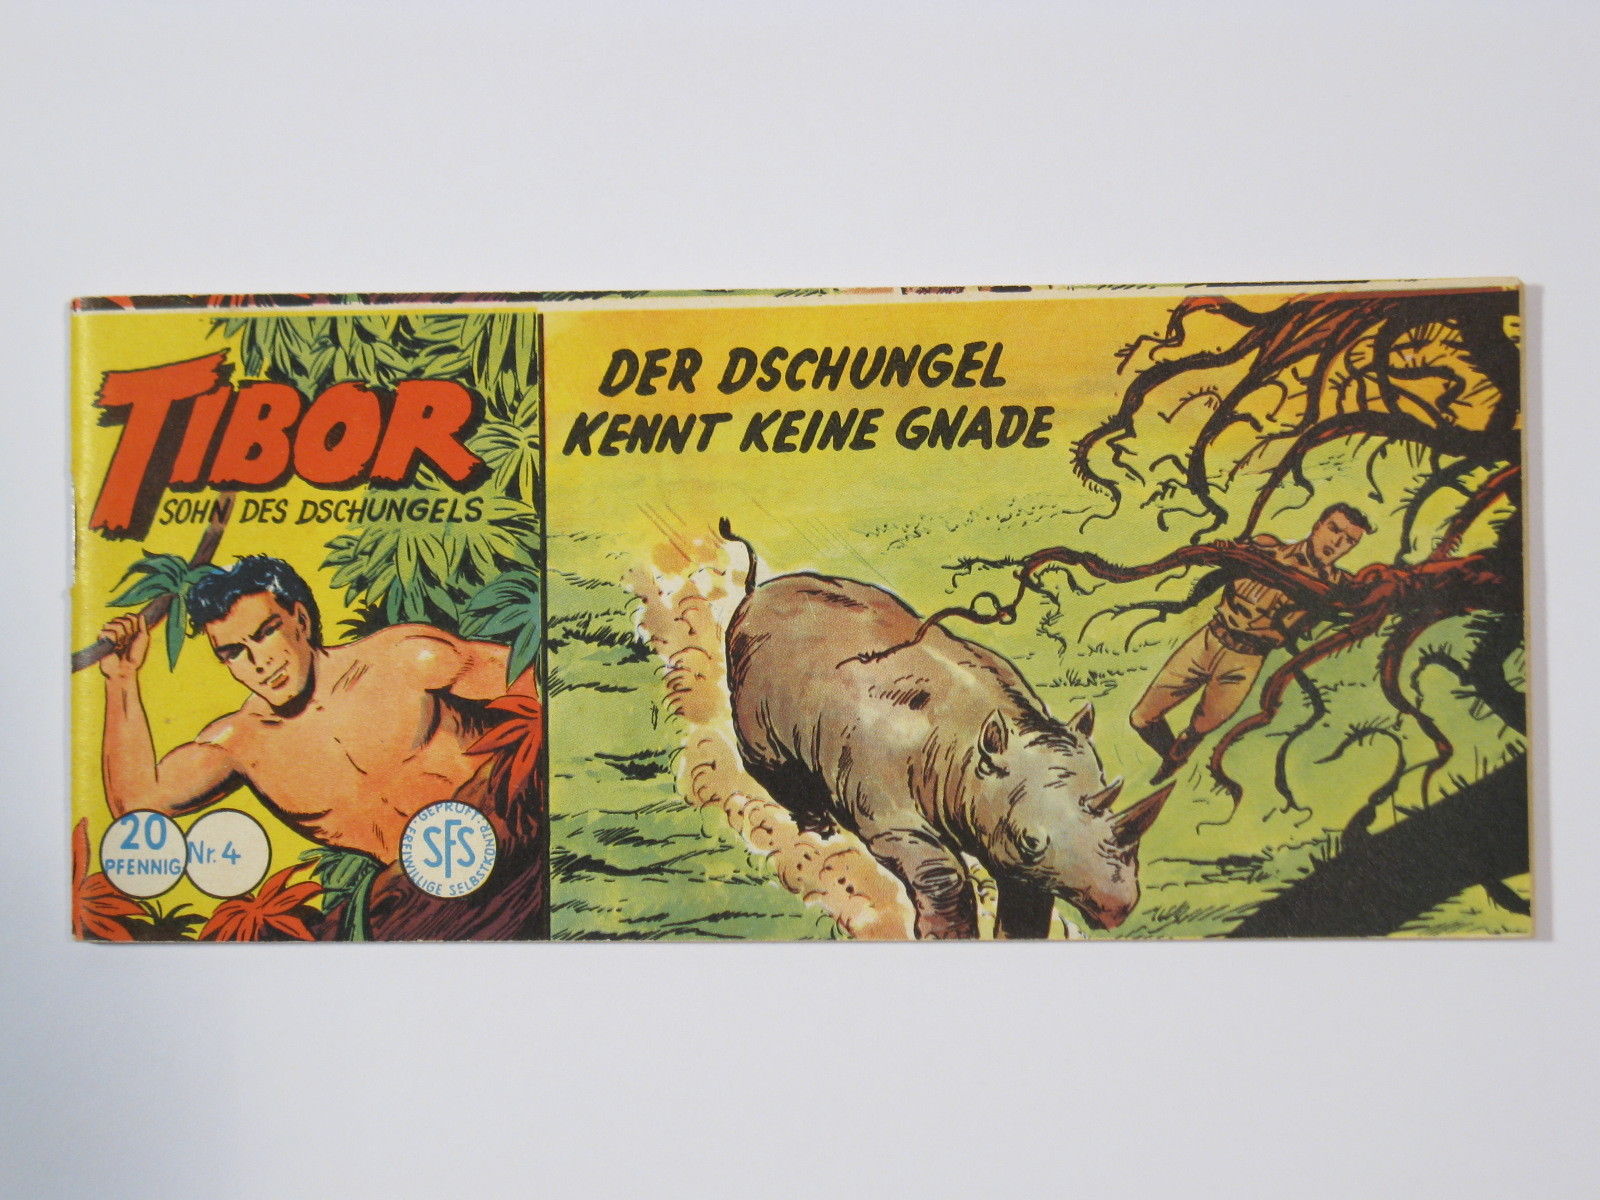 TIBOR
SOHN DES DSCHUNGELS
DER DSCHUNGEL
KENNT KEINE GNADE
20
PFENNIG
Nr. 4
GEPRÜFT
SFS
FREIWILLIGE SELBSTKONTR.